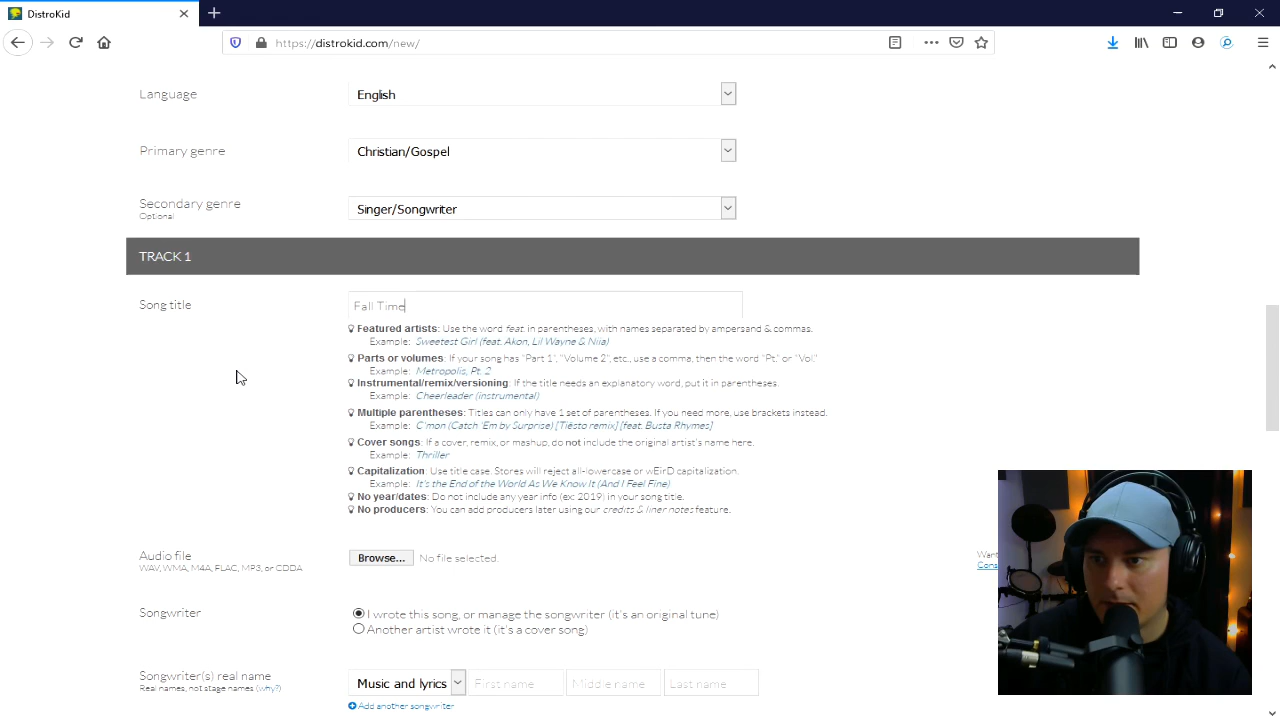 DistroKid
https://distrokid.com/new/
Language
English
Primary genre
Christian/Gospel
Secondary genre
Optional
Singer/Songwriter
TRACK 1
Song title
Fall Time
Featured artists: Use the word feat. in parentheses, with names separated by ampersand & commas.
Example: Sweetest Girl (feat. Akon, Lil Wayne & Niia)
Parts or volumes: If your song has "Part 1", "Volume 2", etc., use a comma, then the word "Pt." or "Vol."
Example: Metropolis, Pt. 2
Instrumental/remix/versioning: If the title needs an explanatory word, put it in parentheses.
Example: Cheerleader (instrumental)
Multiple parentheses: Titles can only have 1 set of parentheses. If you need more, use brackets instead.
Example: C'mon (Catch 'Em by Surprise) [Tiësto remix] [feat. Busta Rhymes]
Cover songs: If a cover, remix, or mashup, do not include the original artist's name here.
Example: Thriller
Capitalization: Use title case. Stores will reject all-lowercase or wEirD capitalization.
Example: It's the End of the World As We Know It (And I Feel Fine)
No year/dates: Do not include any year info (ex: 2019) in your song title.
No producers: You can add producers later using our credits & liner notes feature.
Audio file
WAV, WMA, M4A, FLAC, MP3, or CDDA
Browse... No file selected.
Want
Cons
Songwriter
I wrote this song, or manage the songwriter (it's an original tune)
Another artist wrote it (it's a cover song)
Songwriter(s) real name
Real names, not stage names (why?)
Music and lyrics First name Middle name Last name
Add another songwriter